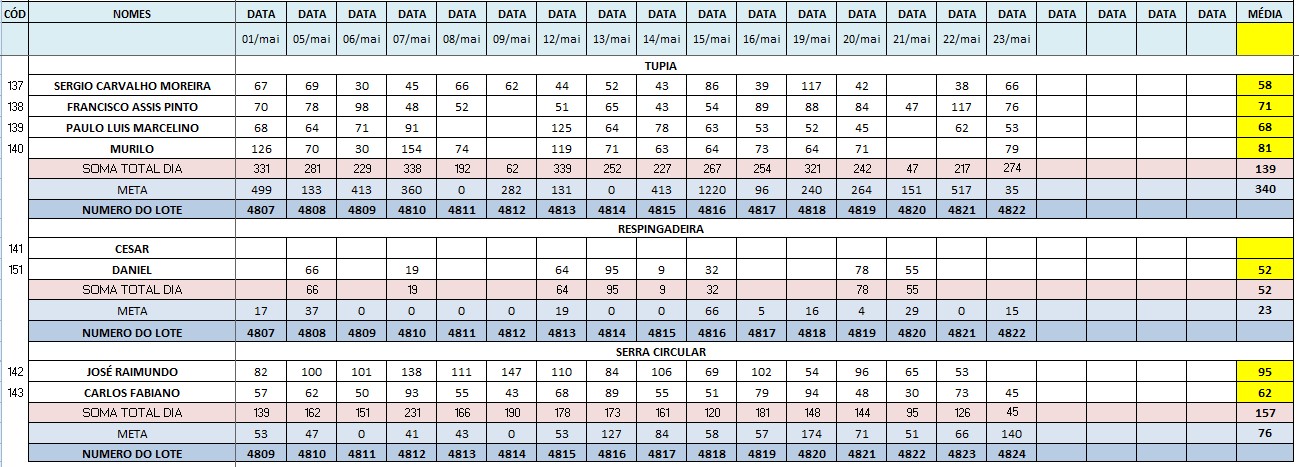 CÓD NOMES DATA DATA DATA DATA DATA DATA DATA DATA DATA DATA DATA DATA DATA DATA DATA DATA DATA DATA DATA DATA MÉDIA
01/mai 05/mai 06/mai 07/mai 08/mai 09/mai 12/mai 13/mai 14/mai 15/mai 16/mai 19/mai 20/mai 21/mai 22/mai 23/mai
TUPIA
137 SERGIO CARVALHO MOREIRA 67 69 30 45 66 62 44 52 43 86 39 117 42 38 66 58
138 FRANCISCO ASSIS PINTO 70 78 98 48 52 51 65 43 54 89 88 84 47 117 76 71
139 PAULO LUIS MARCELINO 68 64 71 91 125 64 78 63 53 52 45 62 53 68
140 MURILO 126 70 30 154 74 119 71 63 64 73 64 71 79 81
SOMA TOTAL DIA 331 281 229 338 192 62 339 252 227 267 254 321 242 47 217 274 139
META 499 133 413 360 0 282 131 0 413 1220 96 240 264 151 517 35 340
NUMERO DO LOTE 4807 4808 4809 4810 4811 4812 4813 4814 4815 4816 4817 4818 4819 4820 4821 4822
RESPINGADEIRA
141 CESAR
151 DANIEL 66 19 64 95 9 32 78 55 52
SOMA TOTAL DIA 66 19 64 95 9 32 78 55 52
META 17 37 0 0 0 0 19 0 0 66 5 16 4 29 0 15 23
NUMERO DO LOTE 4807 4808 4809 4810 4811 4812 4813 4814 4815 4816 4817 4818 4819 4820 4821 4822
SERRA CIRCULAR
142 JOSÉ RAIMUNDO 82 100 101 138 111 147 110 84 106 69 102 54 96 65 53 95
143 CARLOS FABIANO 57 62 50 93 55 43 68 89 55 51 79 94 48 30 73 45 62
SOMA TOTAL DIA 139 162 151 231 166 190 178 173 161 120 181 148 144 95 126 45 157
META 53 47 0 41 43 0 53 127 84 58 57 174 71 51 66 140 76
NUMERO DO LOTE 4809 4810 4811 4812 4813 4814 4815 4816 4817 4818 4819 4820 4821 4822 4823 4824